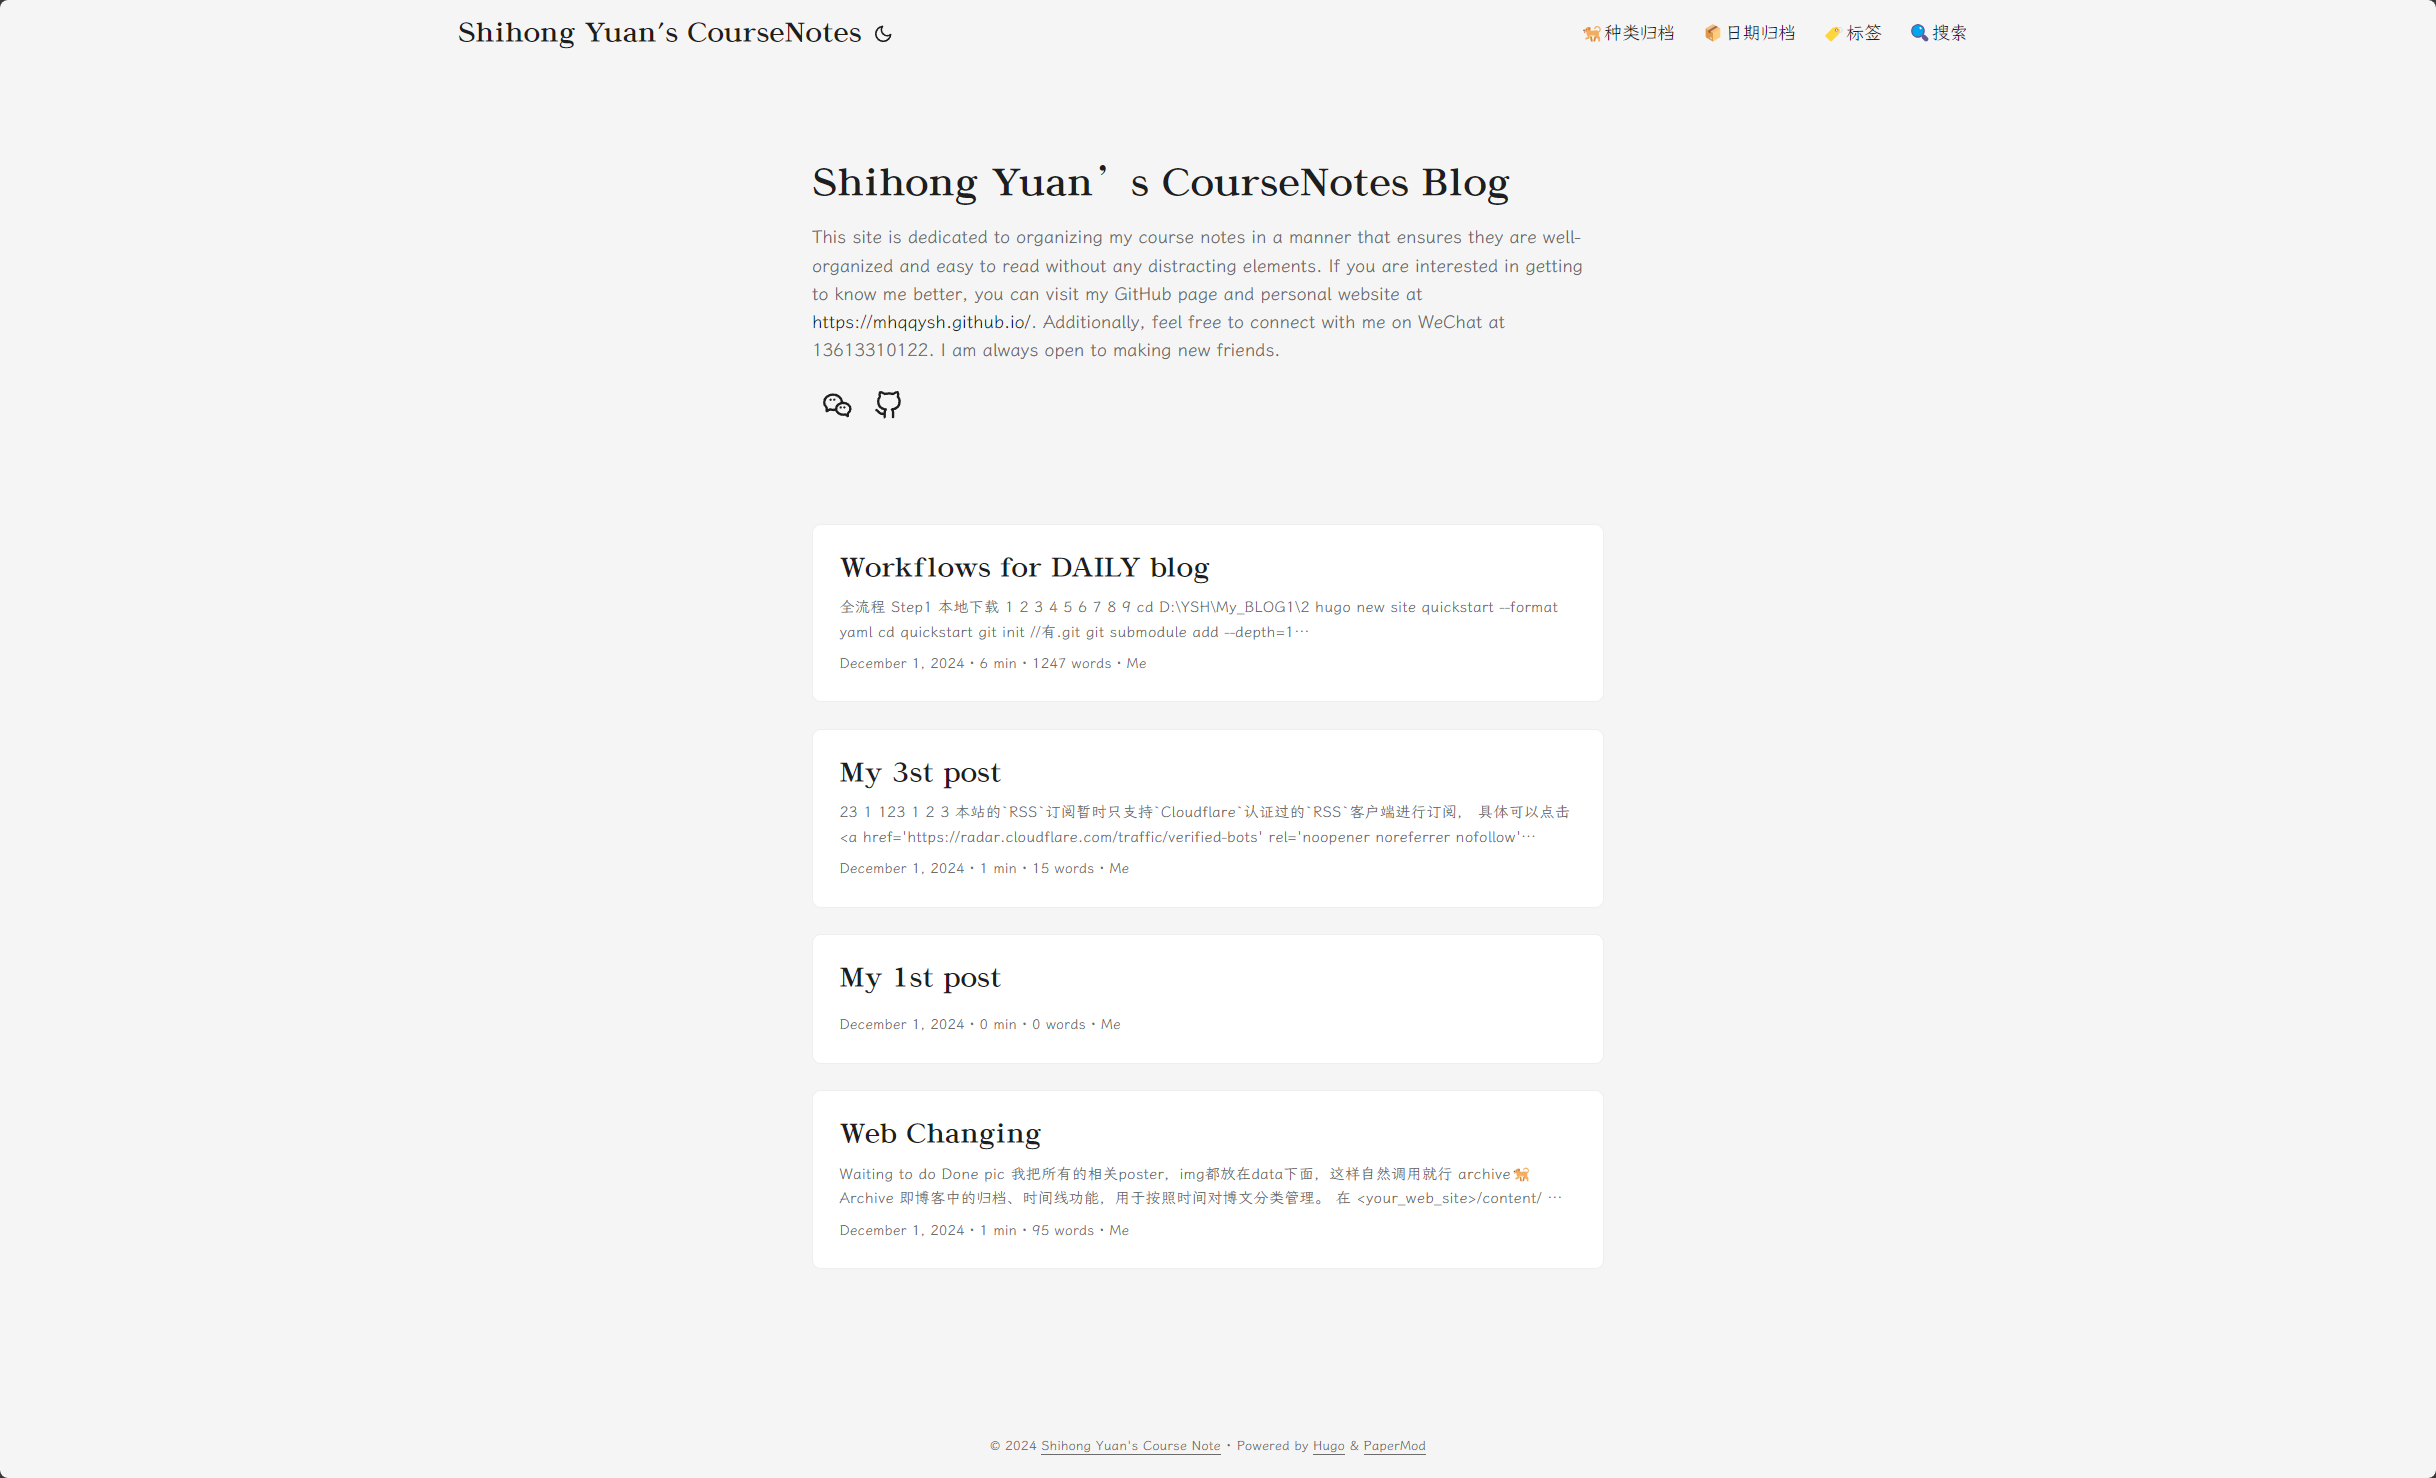 Shihong Yuan's CourseNotes
🐈种类归档 📦日期归档 🏷️标签 🔍搜索
Shihong Yuan’s CourseNotes Blog
This site is dedicated to organizing my course notes in a manner that ensures they are well-
organized and easy to read without any distracting elements. If you are interested in getting
to know me better, you can visit my GitHub page and personal website at
https://mhqqysh.github.io/. Additionally, feel free to connect with me on WeChat at
13613310122. I am always open to making new friends.
Workflows for DAILY blog
全流程 Step1 本地下载 1 2 3 4 5 6 7 8 9 cd D:\YSH\My_BLOG1\2 hugo new site quickstart --format
yaml cd quickstart git init //有.git git submodule add --depth=1…
December 1, 2024 · 6 min · 1247 words · Me
My 3st post
23 1 123 1 2 3 本站的`RSS`订阅暂时只支持`Cloudflare`认证过的`RSS`客户端进行订阅， 具体可以点击
<a href='https://radar.cloudflare.com/traffic/verified-bots' rel='noopener noreferrer nofollow'…
December 1, 2024 · 1 min · 15 words · Me
My 1st post
December 1, 2024 · 0 min · 0 words · Me
Web Changing
Waiting to do Done pic 我把所有的相关poster，img都放在data下面，这样自然调用就行 archive🐈
Archive 即博客中的归档、时间线功能，用于按照时间对博文分类管理。 在 <your_web_site>/content/ …
December 1, 2024 · 1 min · 95 words · Me
© 2024 Shihong Yuan's Course Note · Powered by Hugo & PaperMod